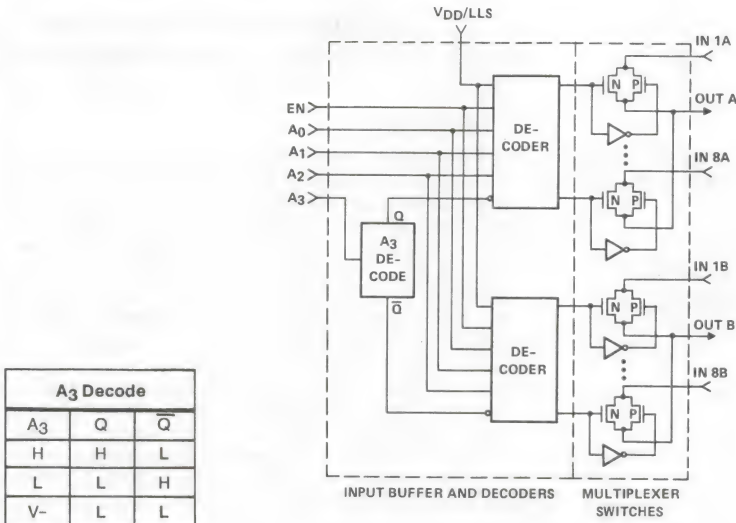 VDD/LLS
EN
A0
A1
A2
A3
Q
A3
DE-
CODE
Q̅
DE-
CODER
DE-
CODER
N P
N P
N P
N P
IN 1A
OUT A
IN 8A
IN 1B
OUT B
IN 8B
INPUT BUFFER AND DECODERS
MULTIPLEXER
SWITCHES
A3 Decode
A3 Q Q̅
H H L
L L H
V- L L